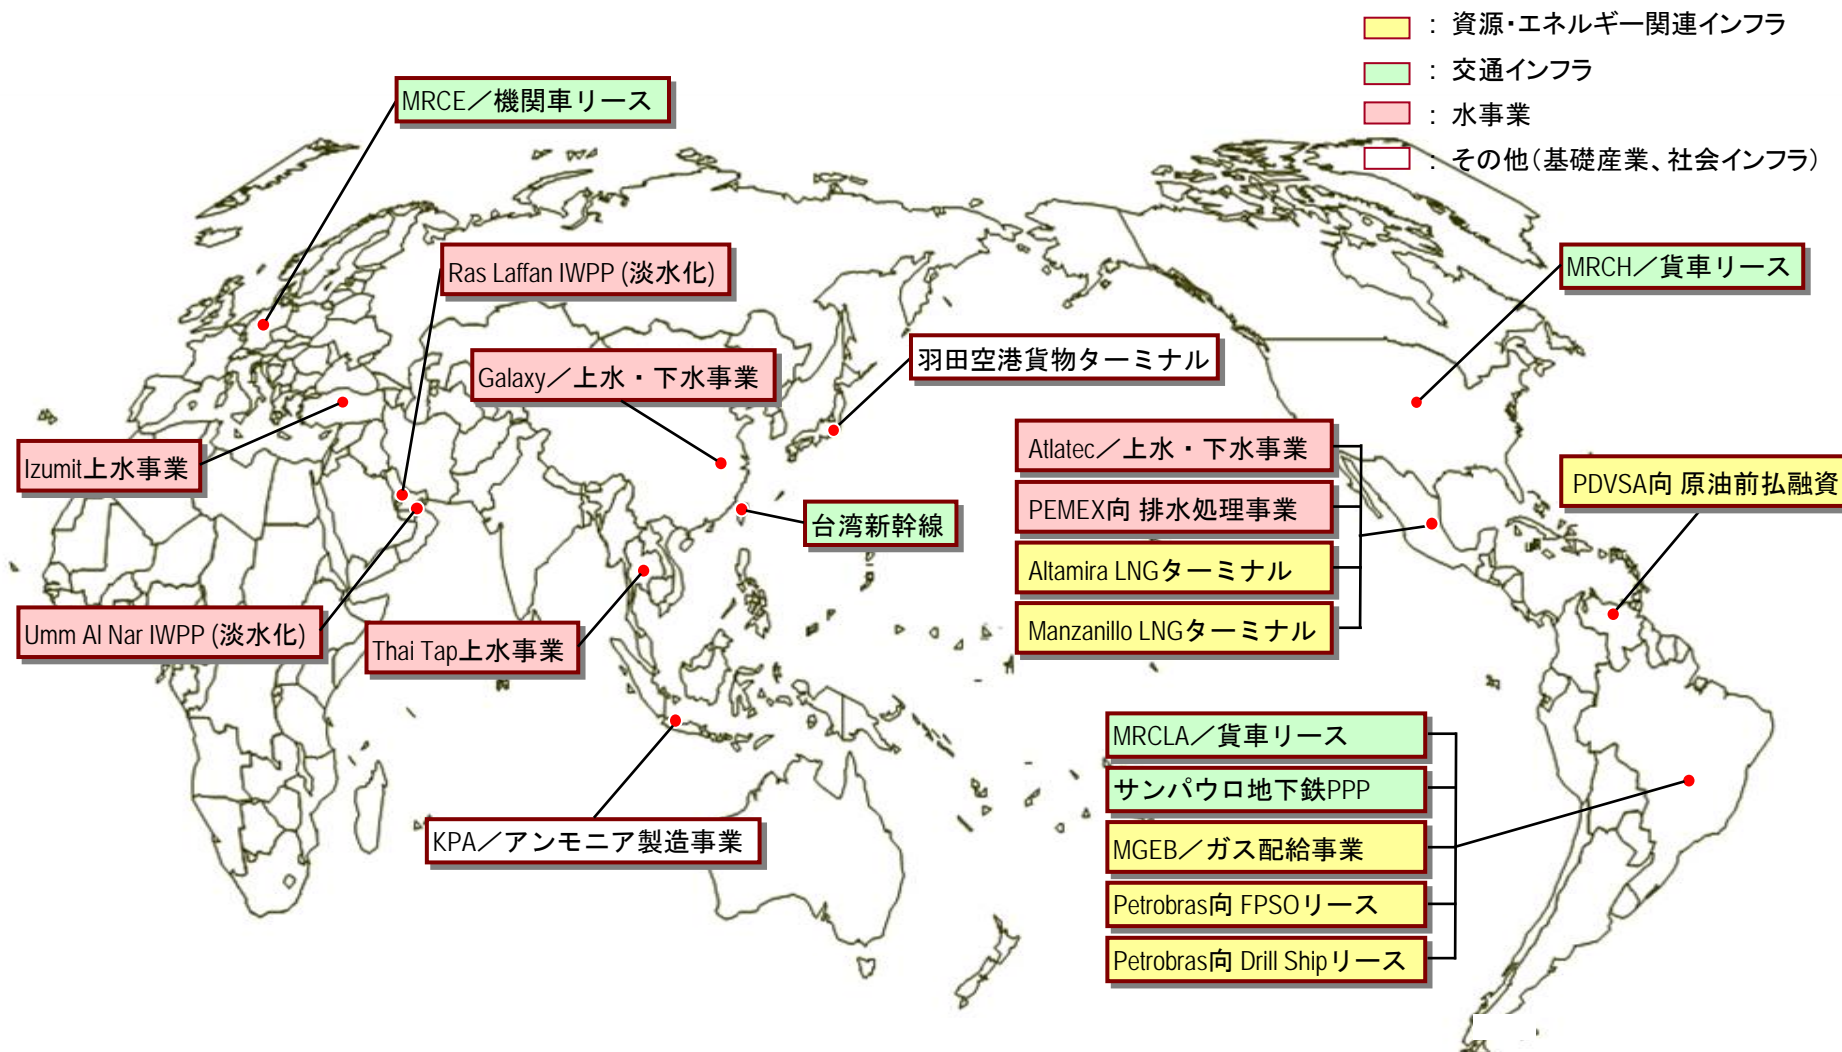 : 資源・エネルギー関連インフラ
: 交通インフラ
: 水事業
: その他(基礎産業、社会インフラ)
MRCE／機関車リース
Ras Laffan IWPP (淡水化)
MRCH／貨車リース
Galaxy／上水・下水事業
羽田空港貨物ターミナル
Izumit上水事業
Atlatec／上水・下水事業
PEMEX向 排水処理事業
Altamira LNGターミナル
Manzanillo LNGターミナル
PDVSA向 原油前払融資
台湾新幹線
Umm Al Nar IWPP (淡水化)
Thai Tap上水事業
KPA／アンモニア製造事業
MRCLA／貨車リース
サンパウロ地下鉄PPP
MGEB／ガス配給事業
Petrobras向 FPSOリース
Petrobras向 Drill Shipリース